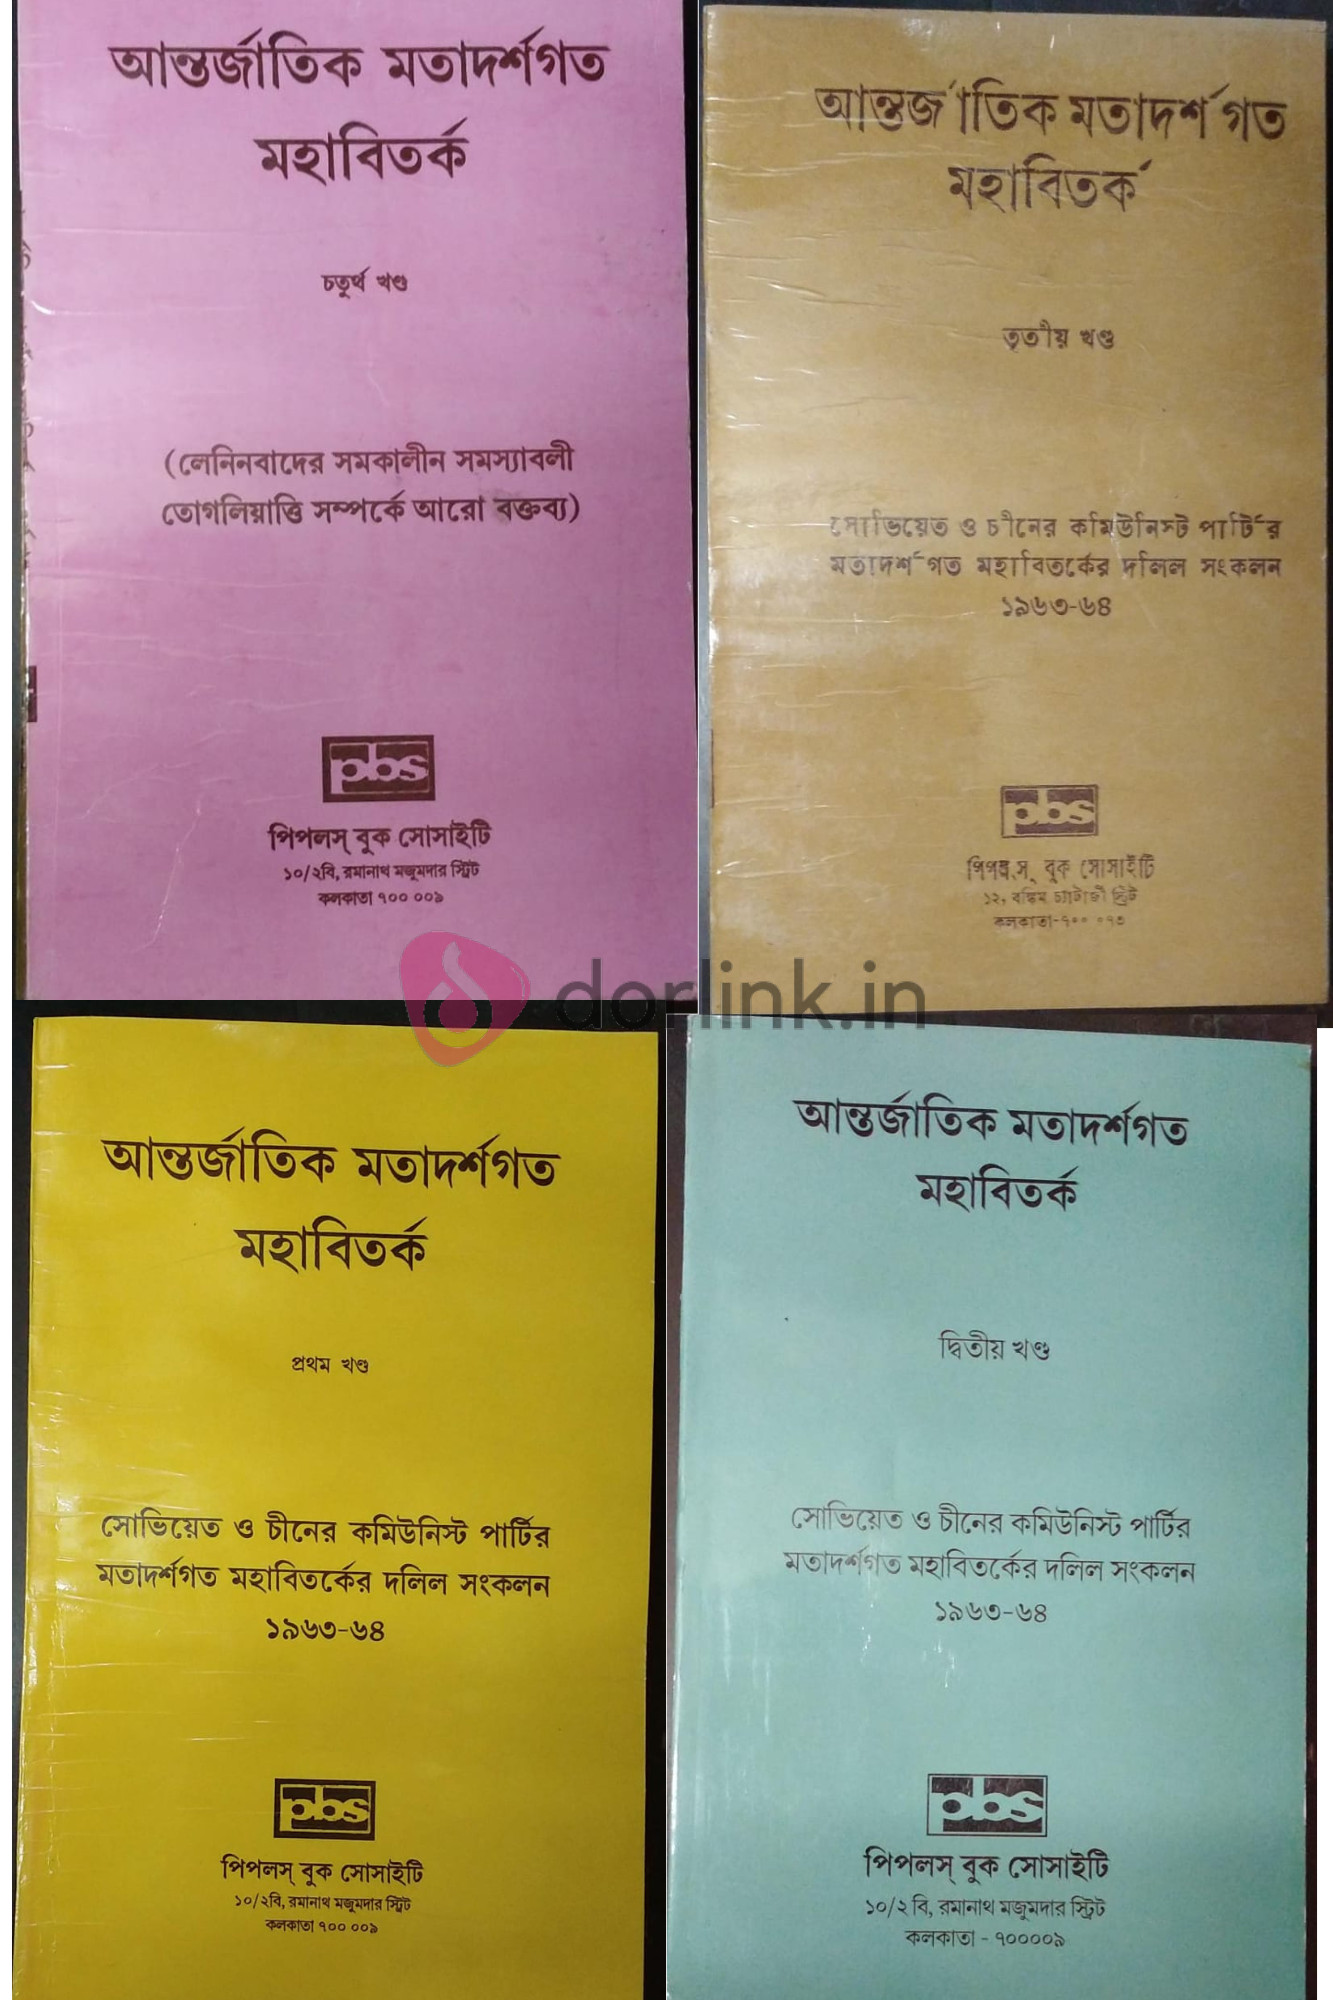 আন্তর্জাতিক মতাদর্শগত
মহাবিতর্ক
চতুর্থ খণ্ড
(লেনিনবাদের সমকালীন সমস্যাবলী
তোগলিয়াত্তি সম্পর্কে আরো বক্তব্য)
pbs
পিপলস্ বুক সোসাইটি
১০/২বি, রমানাথ মজুমদার স্ট্রিট
কলকাতা ৭০০ ০০৯
আন্তর্জাতিক মতাদর্শগত
মহাবিতর্ক
তৃতীয় খণ্ড
সোভিয়েত ও চীনের কমিউনিস্ট পার্টির
মতাদর্শগত মহাবিতর্কের দলিল সংকলন
১৯৬৩-৬৪
pbs
পিপলস্ বুক সোসাইটি
১২, বঙ্কিম চ্যাটার্জী স্ট্রিট
কলকাতা-৭০০ ০৭৩
dorlink.in
আন্তর্জাতিক মতাদর্শগত
মহাবিতর্ক
প্রথম খণ্ড
সোভিয়েত ও চীনের কমিউনিস্ট পার্টির
মতাদর্শগত মহাবিতর্কের দলিল সংকলন
১৯৬৩-৬৪
pbs
পিপলস্ বুক সোসাইটি
১০/২বি, রমানাথ মজুমদার স্ট্রিট
কলকাতা ৭০০ ০০৯
আন্তর্জাতিক মতাদর্শগত
মহাবিতর্ক
দ্বিতীয় খণ্ড
সোভিয়েত ও চীনের কমিউনিস্ট পার্টির
মতাদর্শগত মহাবিতর্কের দলিল সংকলন
১৯৬৩-৬৪
pbs
পিপলস্ বুক সোসাইটি
১০/২ বি, রমানাথ মজুমদার স্ট্রিট
কলকাতা - ৭০০০০৯